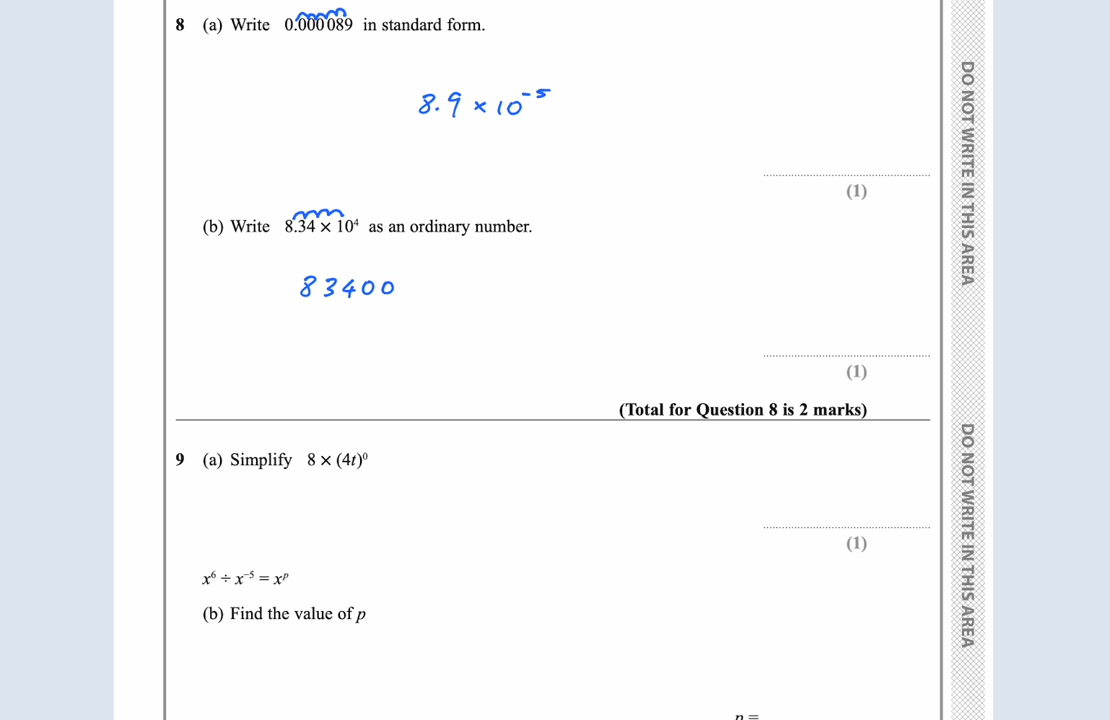 8 (a) Write 0.000 089 in standard form.
8.9 × 10⁻⁵
(1)
(b) Write 8.34 × 10⁴ as an ordinary number.
83400
(1)
(Total for Question 8 is 2 marks)
9 (a) Simplify 8 × (4t)⁰
(1)
x⁶ ÷ x⁻⁵ = xᵖ
(b) Find the value of p
p =
DO NOT WRITE IN THIS AREA
DO NOT WRITE IN THIS AREA